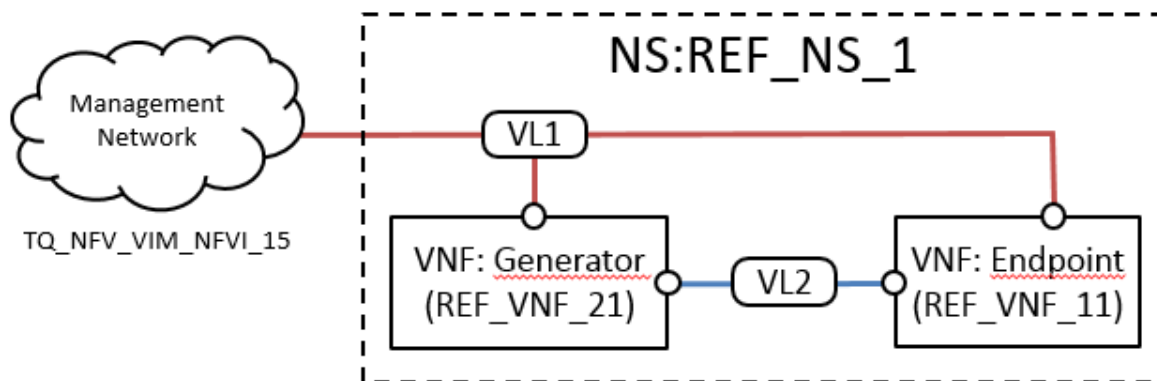 NS:REF_NS_1
Management
Network
VL1
TQ_NFV_VIM_NFVI_15
VNF: Generator
(REF_VNF_21)
VL2
VNF: Endpoint
(REF_VNF_11)